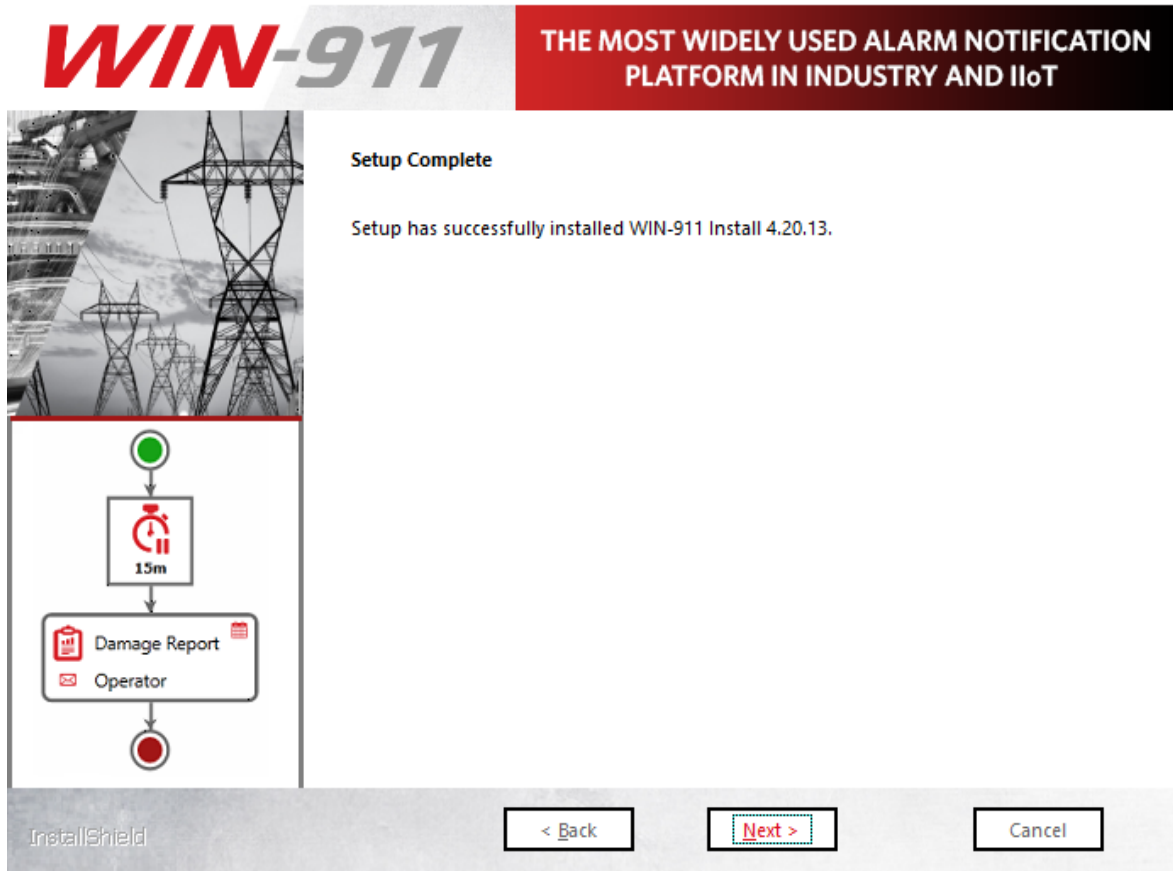 WIN-911
THE MOST WIDELY USED ALARM NOTIFICATION
PLATFORM IN INDUSTRY AND IIoT
Setup Complete
Setup has successfully installed WIN-911 Install 4.20.13.
15m
Damage Report
Operator
InstallShield
< Back
Next >
Cancel